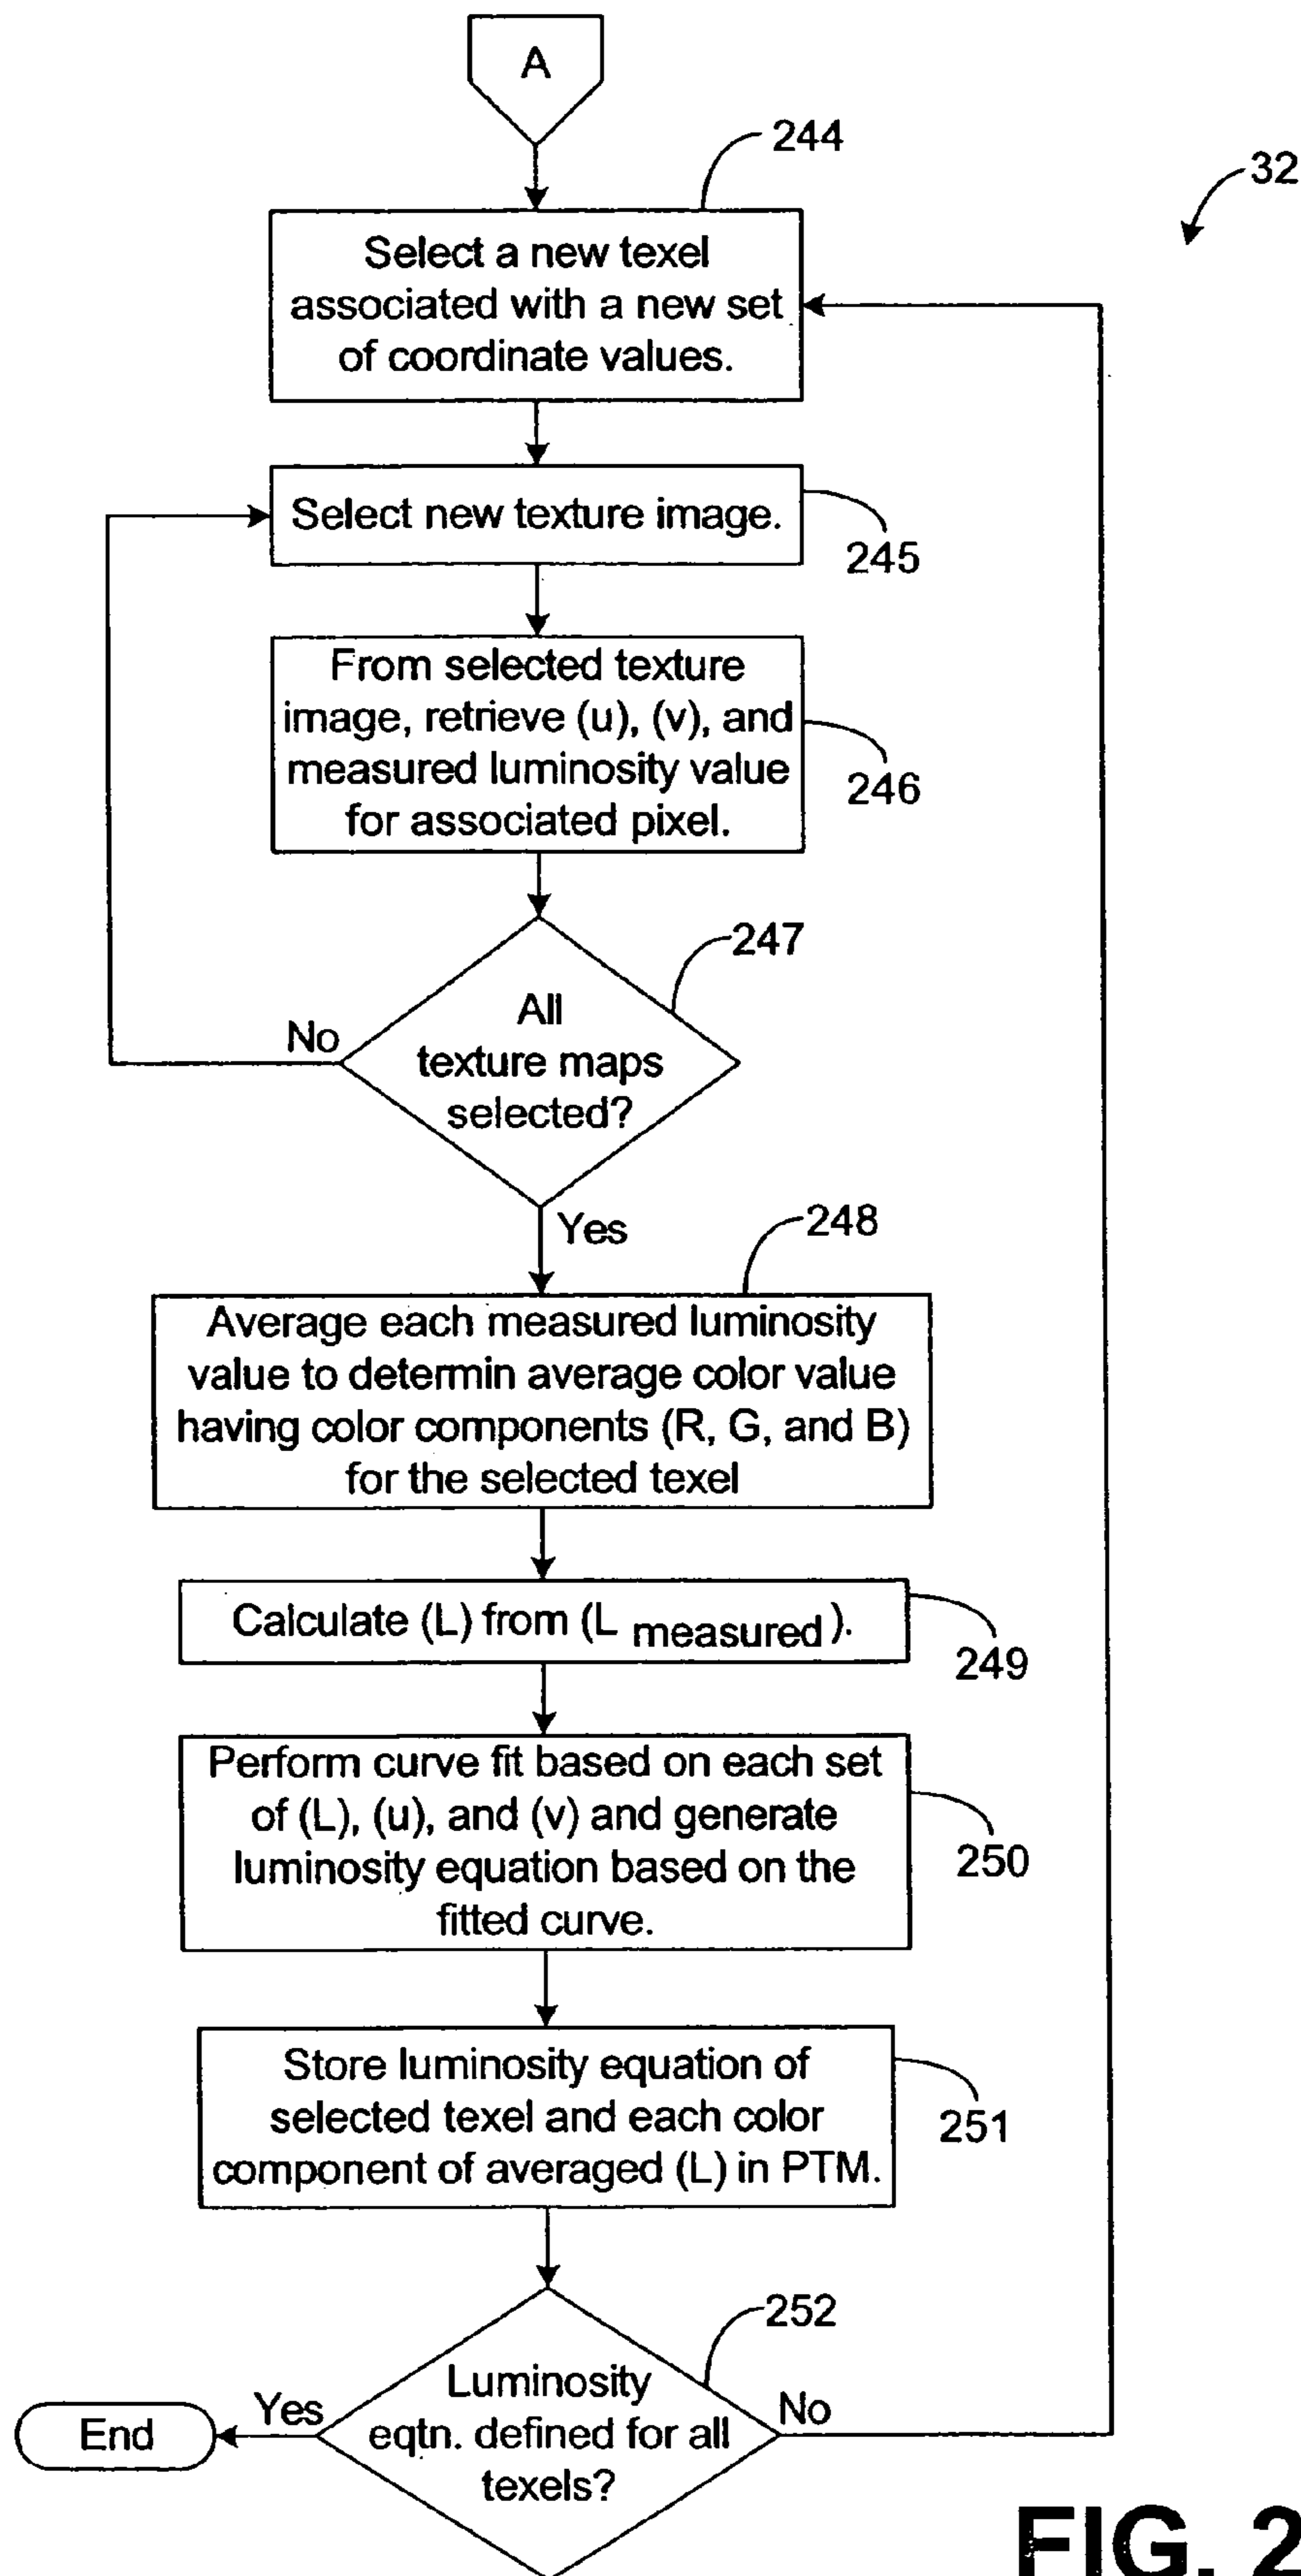 A
244
32
Select a new texel
associated with a new set
of coordinate values.
Select new texture image.
245
From selected texture
image, retrieve (u), (v), and
measured luminosity value
for associated pixel.
246
247
All
texture maps
selected?
No
Yes
248
Average each measured luminosity
value to determin average color value
having color components (R, G, and B)
for the selected texel
Calculate (L) from (L measured).
249
Perform curve fit based on each set
of (L), (u), and (v) and generate
luminosity equation based on the
fitted curve.
250
Store luminosity equation of
selected texel and each color
component of averaged (L) in PTM.
251
252
Luminosity
eqtn. defined for all
texels?
Yes
No
End
FIG. 2